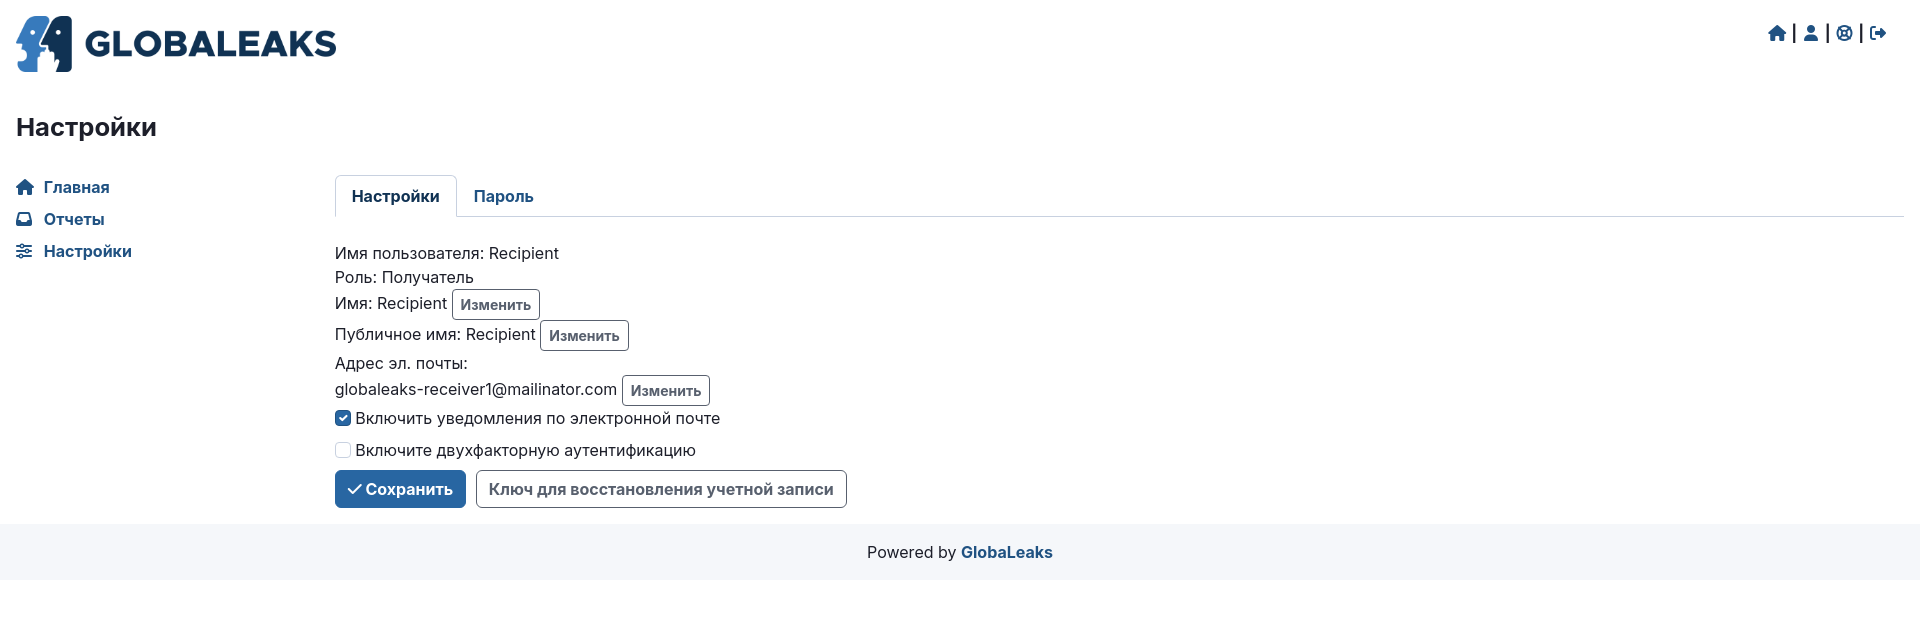 GLOBALEAKS
Настройки
Главная
Отчеты
Настройки
Настройки Пароль
Имя пользователя: Recipient
Роль: Получатель
Имя: Recipient Изменить
Публичное имя: Recipient Изменить
Адрес эл. почты:
globaleaks-receiver1@mailinator.com Изменить
Включить уведомления по электронной почте
Включите двухфакторную аутентификацию
Сохранить Ключ для восстановления учетной записи
Powered by GlobaLeaks